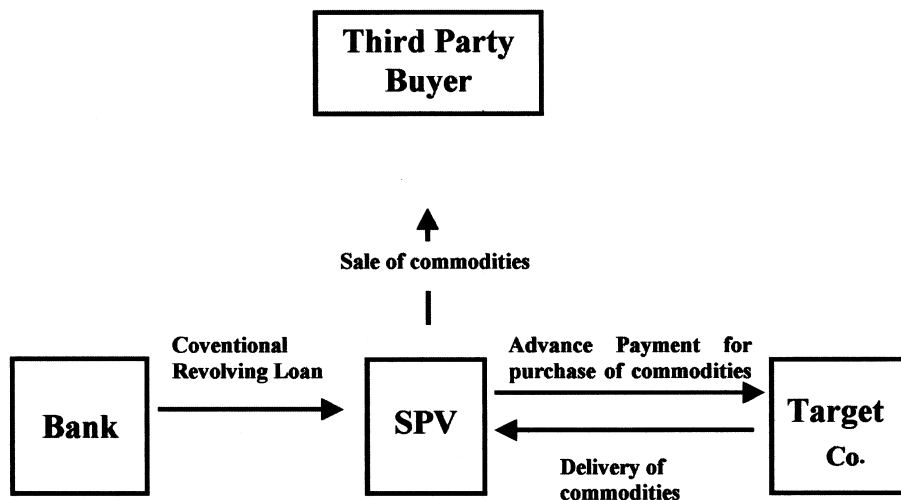 Third Party
Buyer
Sale of commodities
Coventional
Revolving Loan
Advance Payment for
purchase of commodities
Bank
SPV
Target
Co.
Delivery of
commodities